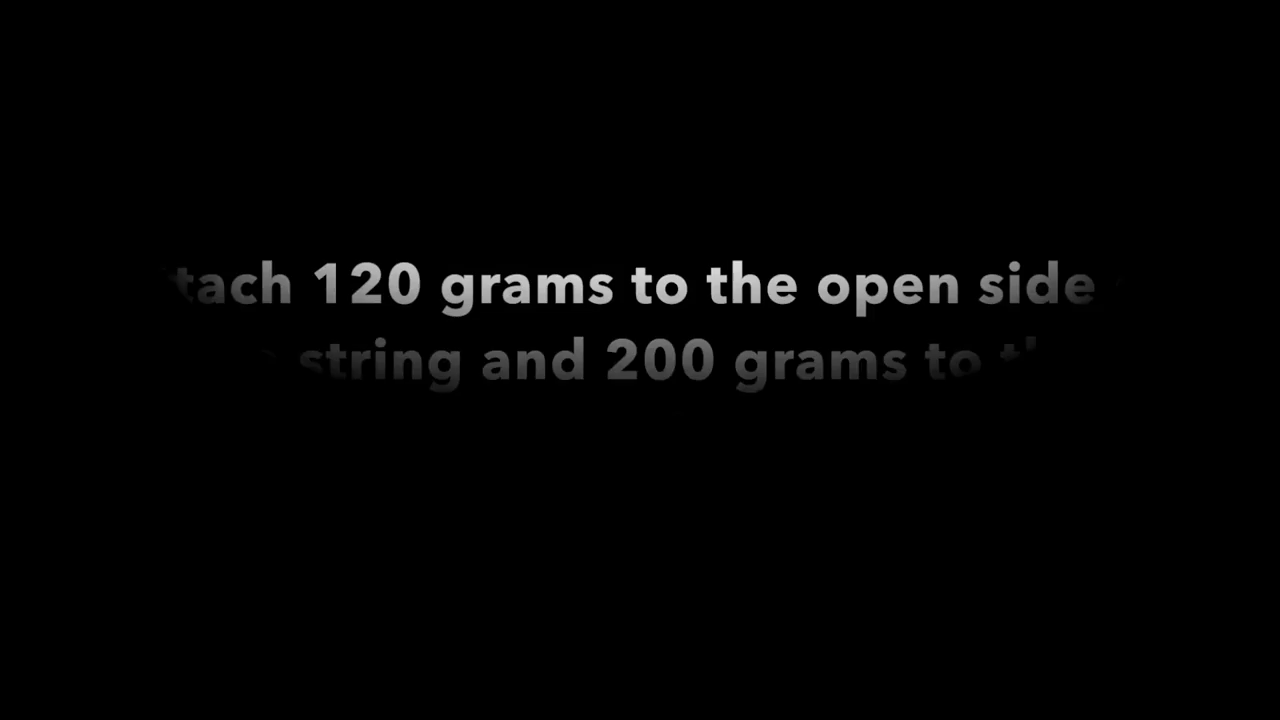 tach 120 grams to the open side
string and 200 grams to